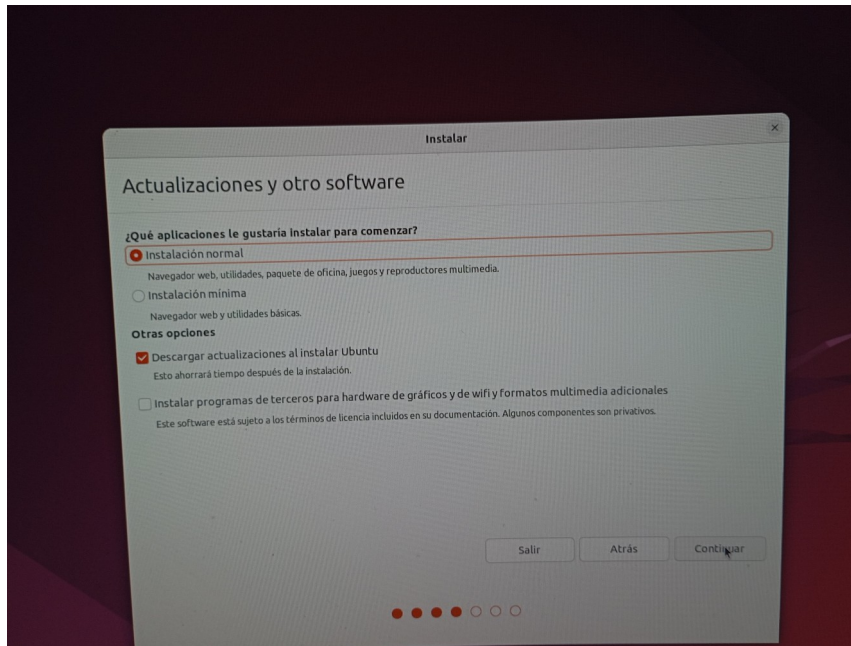 Instalar
Actualizaciones y otro software
¿Qué aplicaciones le gustaría instalar para comenzar?
Instalación normal
Navegador web, utilidades, paquete de oficina, juegos y reproductores multimedia.
Instalación mínima
Navegador web y utilidades básicas.
Otras opciones
Descargar actualizaciones al instalar Ubuntu
Esto ahorrará tiempo después de la instalación.
Instalar programas de terceros para hardware de gráficos y de wifi y formatos multimedia adicionales
Este software está sujeto a los términos de licencia incluidos en su documentación. Algunos componentes son privativos.
Salir
Atrás
Continuar